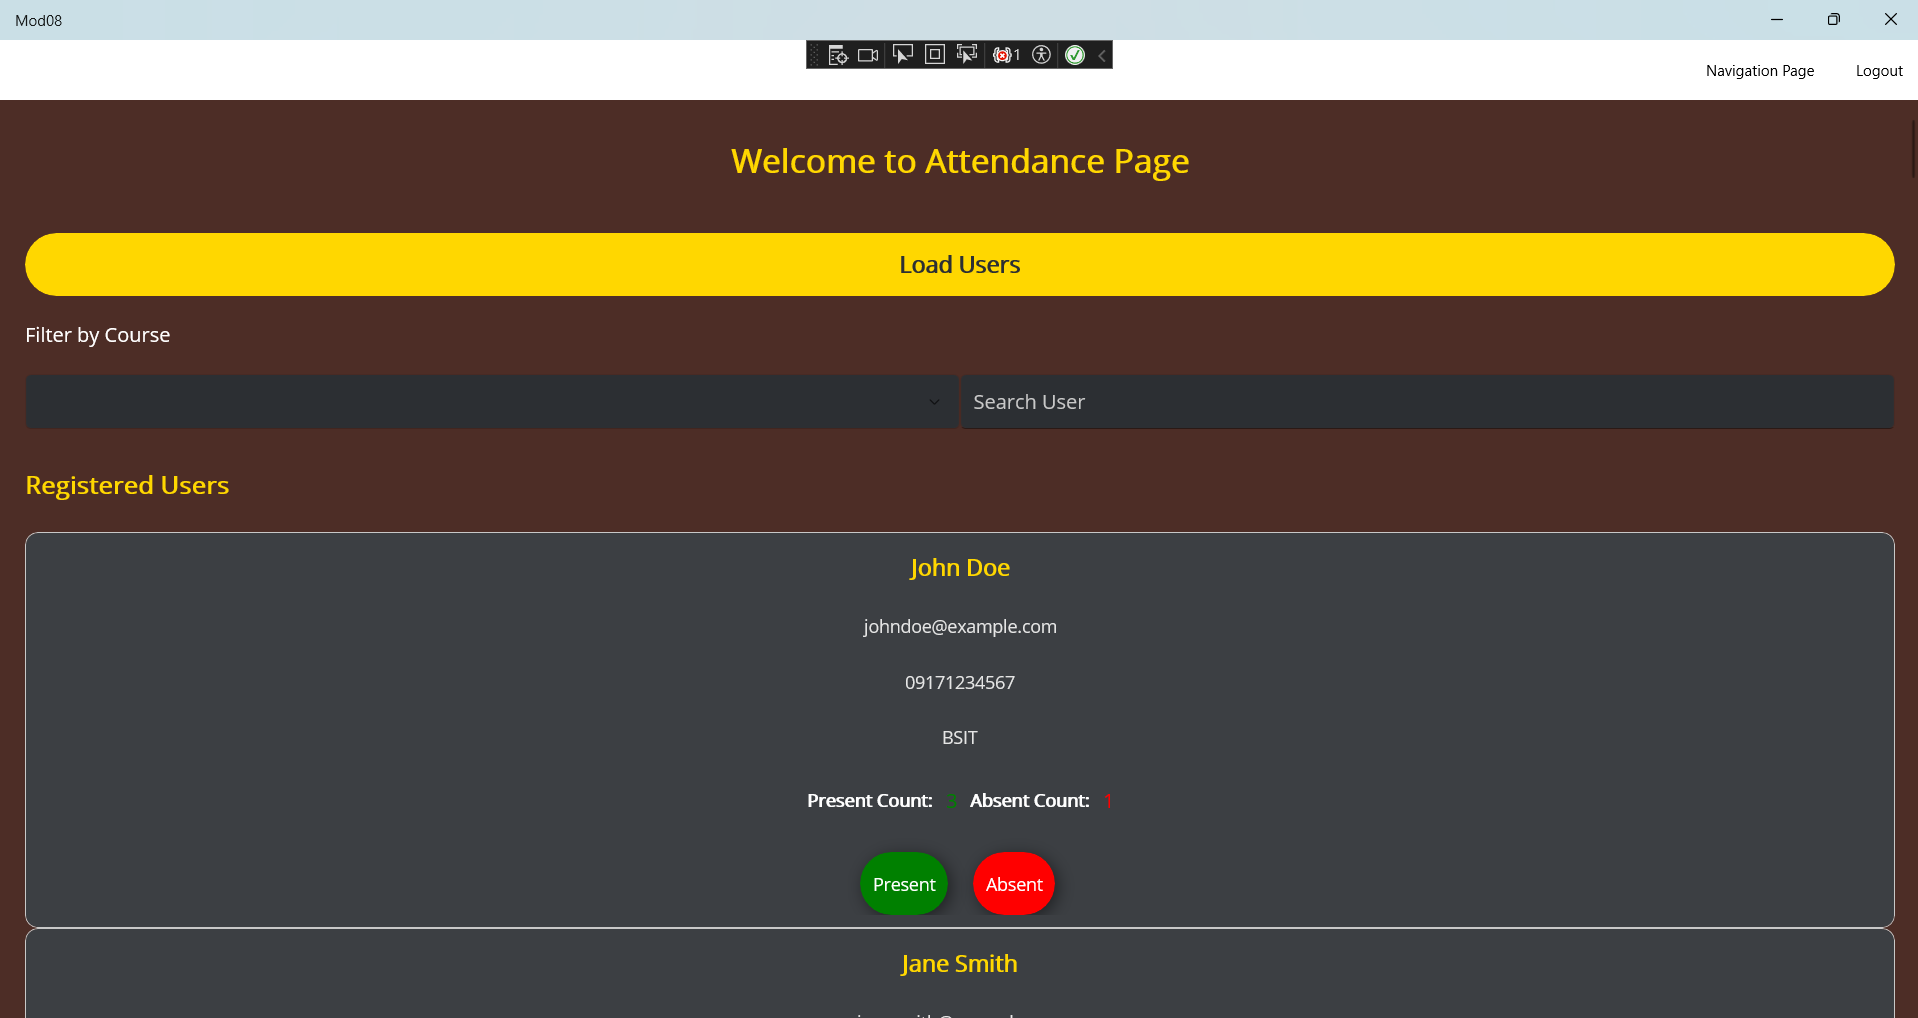 Mod08
1
Navigation Page Logout
Welcome to Attendance Page
Load Users
Filter by Course
Search User
Registered Users
John Doe
johndoe@example.com
09171234567
BSIT
Present Count: 3 Absent Count: 1
Present Absent
Jane Smith